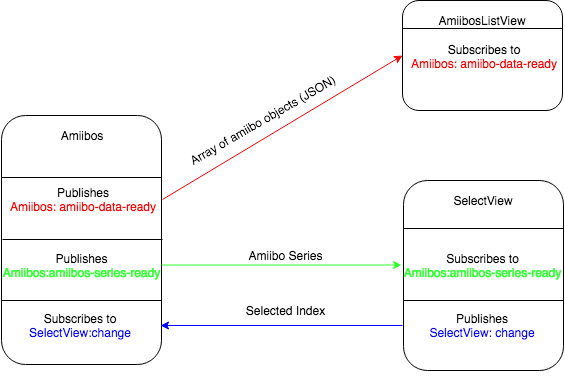 AmiibosListView
Subscribes to
Amiibos: amiibo-data-ready
Array of amiibo objects (JSON)
Amiibos
Publishes
Amiibos: amiibo-data-ready
Publishes
Amiibos:amiibos-series-ready
Subscribes to
SelectView:change
Amiibo Series
Selected Index
SelectView
Subscribes to
Amiibos:amiibos-series-ready
Publishes
SelectView: change